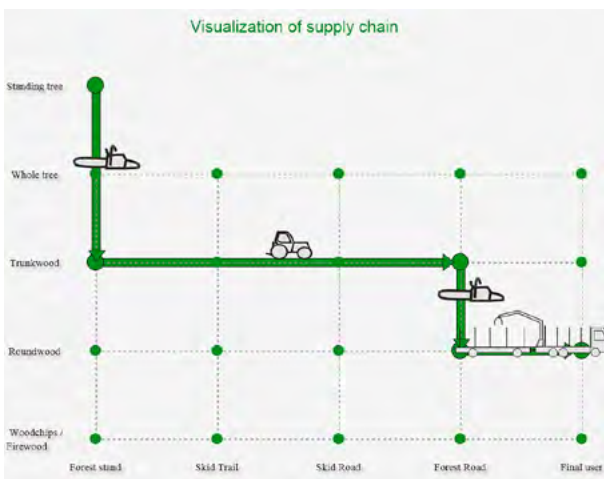 Visualization of supply chain
Standing tree
Whole tree
Trunkwood
Roundwood
Woodchips /
Firewood
Forest stand Skid Trail Skid Road Forest Road Final user